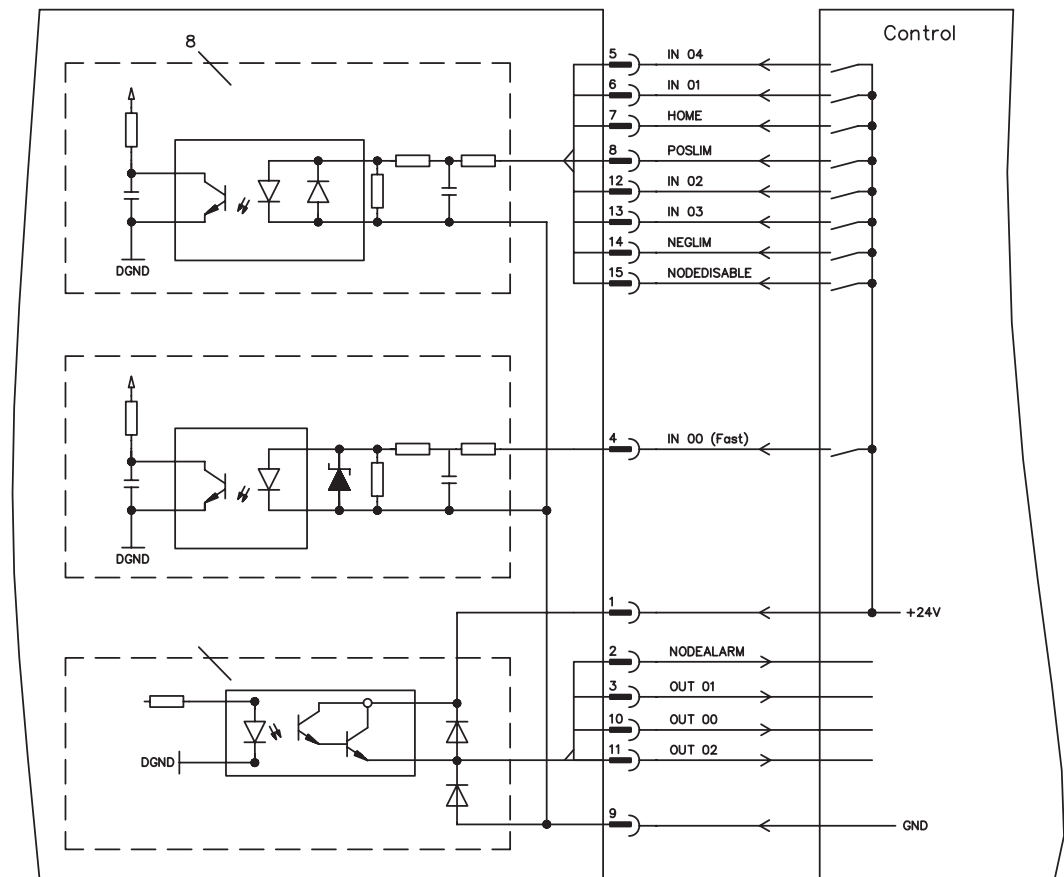 Control
8
5 IN 04
6 IN 01
7 HOME
8 POSLIM
12 IN 02
13 IN 03
14 NEGLIM
15 NODEDISABLE
DGND
4 IN 00 (Fast)
DGND
1 +24V
2 NODEALARM
3 OUT 01
10 OUT 00
11 OUT 02
DGND
9 GND